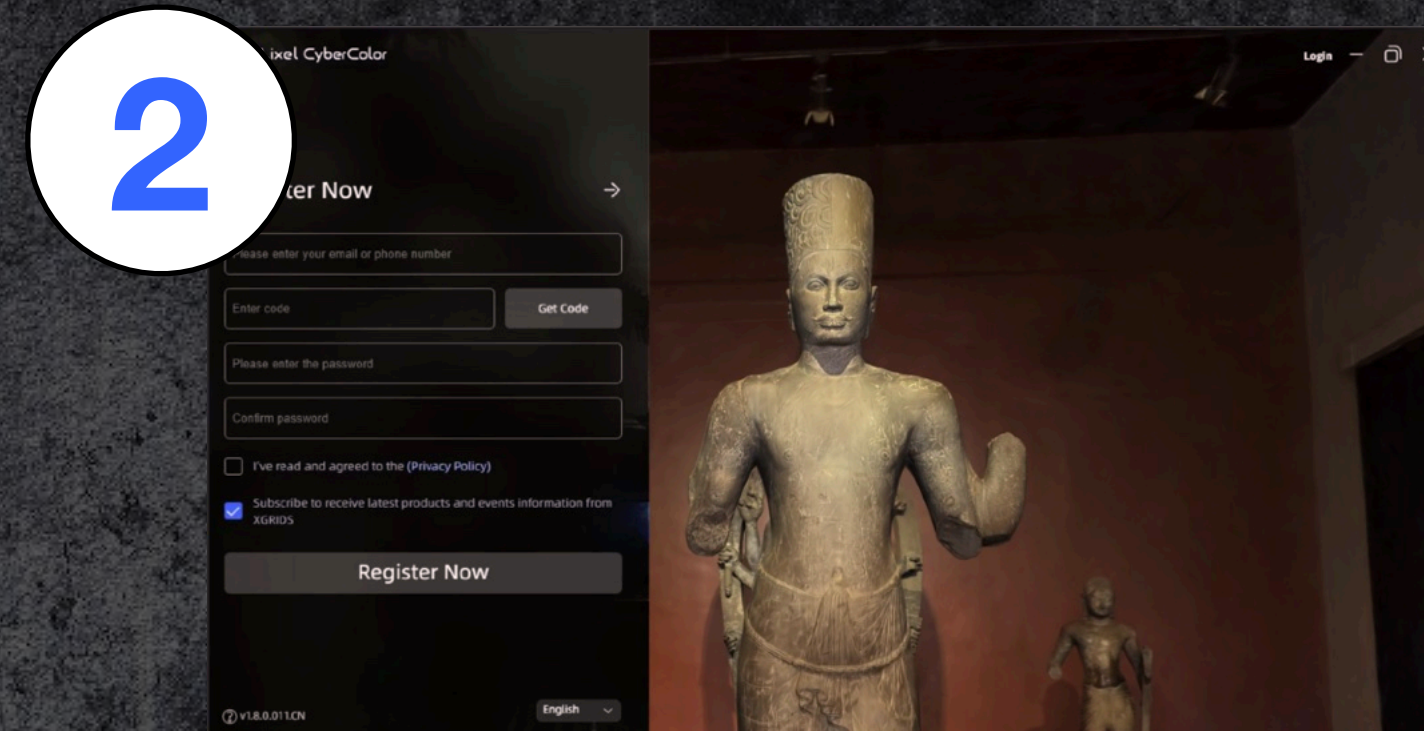 2
ixel CyberColor
Login
ter Now
Please enter your email or phone number
Enter code
Get Code
Please enter the password
Confirm password
I've read and agreed to the (Privacy Policy)
Subscribe to receive latest products and events information from
XGRIDS
Register Now
v1.8.0.011.CN
English